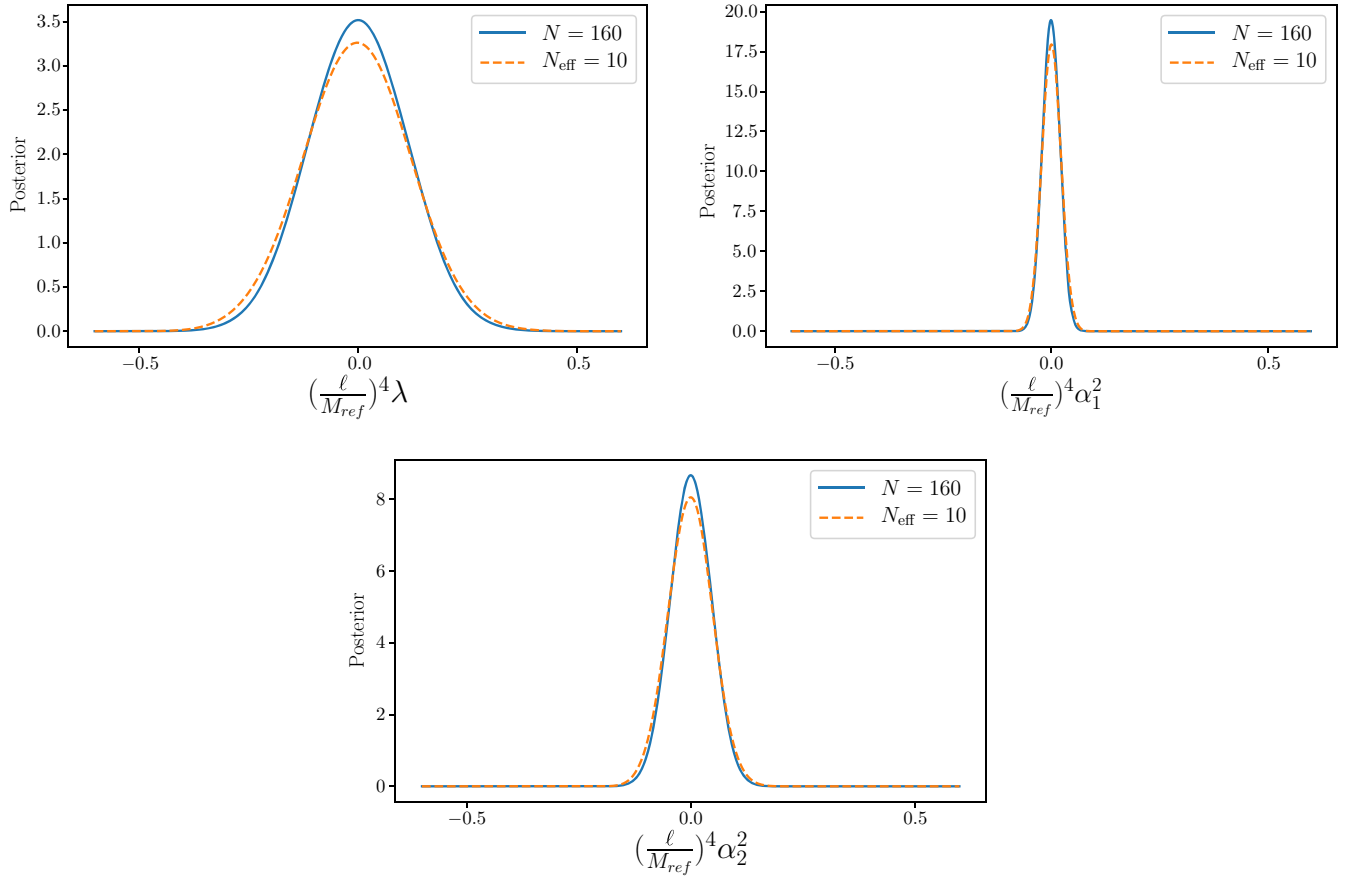 Posterior
3.5
3.0
2.5
2.0
1.5
1.0
0.5
0.0
−0.5
0.0
0.5
N = 160
N_eff = 10
(ℓ/M_ref)^4 λ
Posterior
20.0
17.5
15.0
12.5
10.0
7.5
5.0
2.5
0.0
−0.5
0.0
0.5
N = 160
N_eff = 10
(ℓ/M_ref)^4 α_1^2
Posterior
8
6
4
2
0
−0.5
0.0
0.5
N = 160
N_eff = 10
(ℓ/M_ref)^4 α_2^2